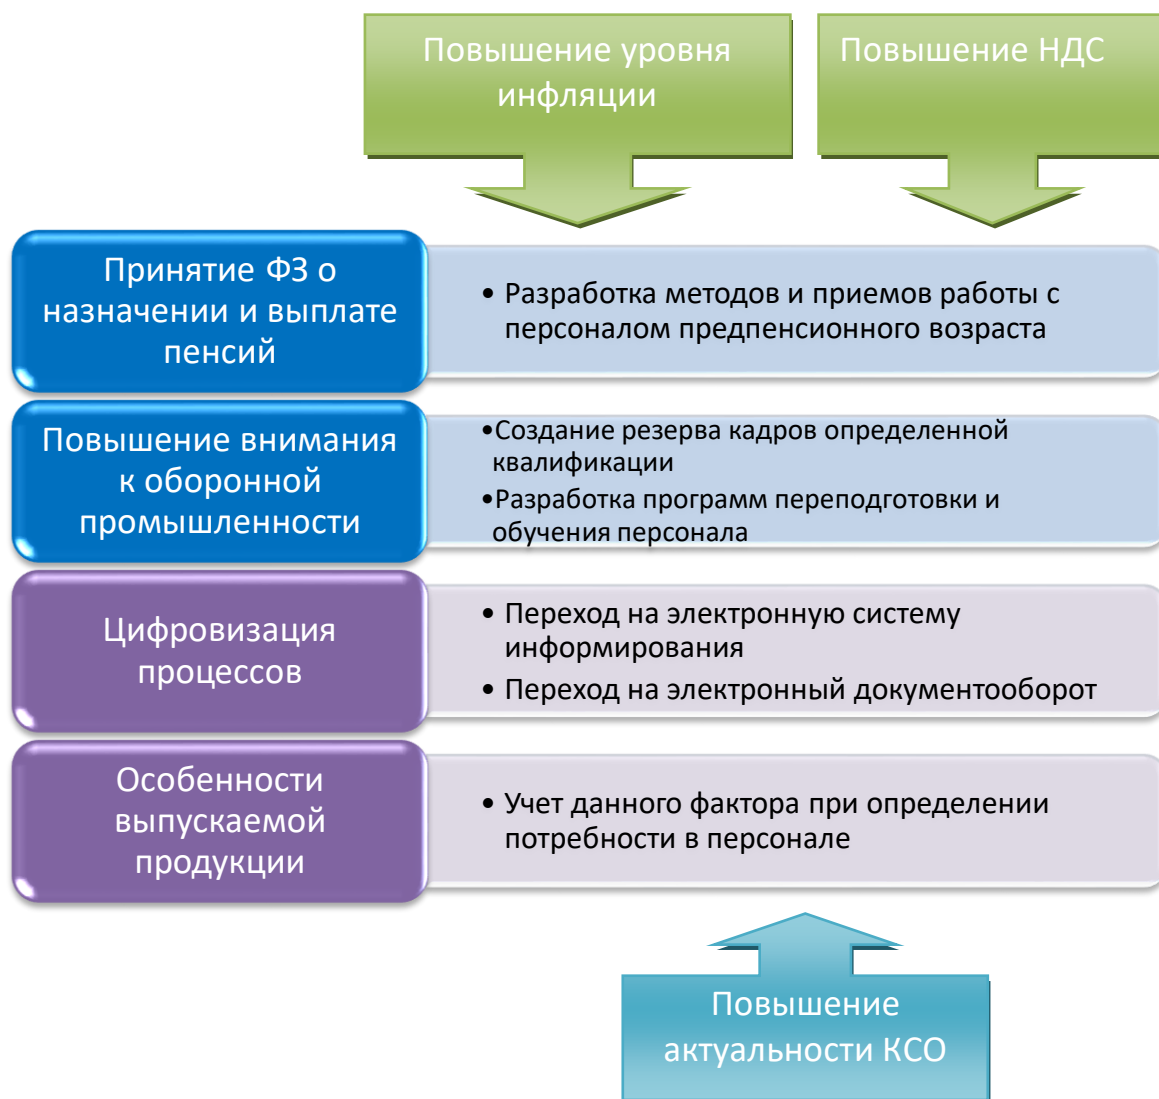 Повышение уровня
инфляции
Повышение НДС
Принятие ФЗ о
назначении и выплате
пенсий
• Разработка методов и приемов работы с
персоналом предпенсионного возраста
Повышение внимания
к оборонной
промышленности
•Создание резерва кадров определенной
квалификации
•Разработка программ переподготовки и
обучения персонала
Цифровизация
процессов
• Переход на электронную систему
информирования
• Переход на электронный документооборот
Особенности
выпускаемой
продукции
• Учет данного фактора при определении
потребности в персонале
Повышение
актуальности КСО